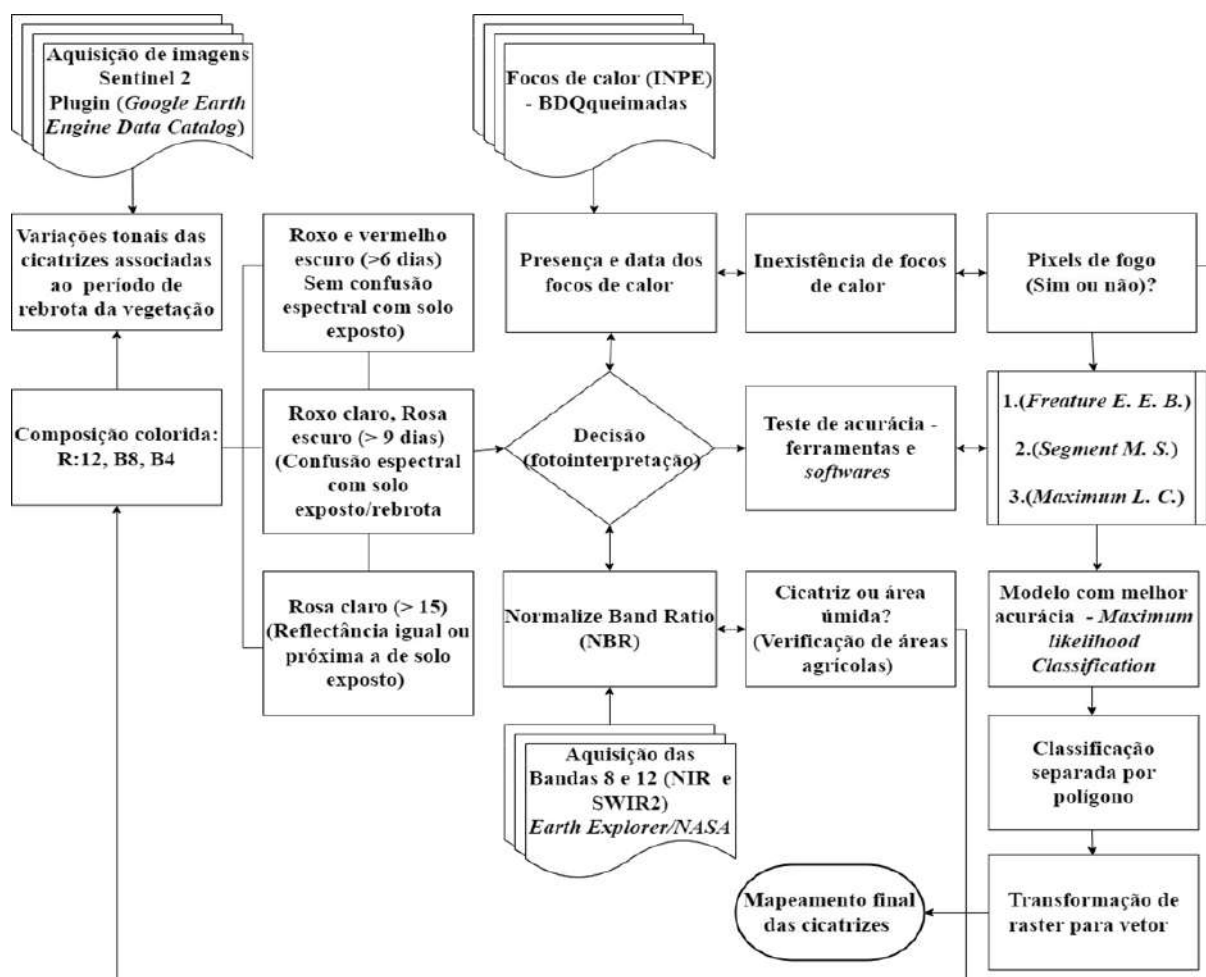 Aquisição de imagens
Sentinel 2
Plugin (Google Earth
Engine Data Catalog)
Focos de calor (INPE)
- BDQqueimadas
Variações tonais das
cicatrizes associadas
ao período de
rebrota da vegetação
Roxo e vermelho
escuro (>6 dias)
Sem confusão
espectral com solo
exposto)
Presença e data dos
focos de calor
Inexistência de focos
de calor
Pixels de fogo
(Sim ou não)?
Composição colorida:
R:12, B8, B4
Roxo claro, Rosa
escuro (> 9 dias)
(Confusão espectral
com solo
exposto/rebrota
Decisão
(fotointerpretação)
Teste de acurácia -
ferramentas e
softwares
1.(Freature E. E. B.)
2.(Segment M. S.)
3.(Maximum L. C.)
Rosa claro (> 15)
(Reflectância igual ou
próxima a de solo
exposto)
Normalize Band Ratio
(NBR)
Cicatriz ou área
úmida?
(Verificação de áreas
agrícolas)
Modelo com melhor
acurácia - Maximum
likelihood
Classification
Aquisição das
Bandas 8 e 12 (NIR e
SWIR2)
Earth Explorer/NASA
Classificação
separada por
polígono
Mapeamento final
das cicatrizes
Transformação de
raster para vetor